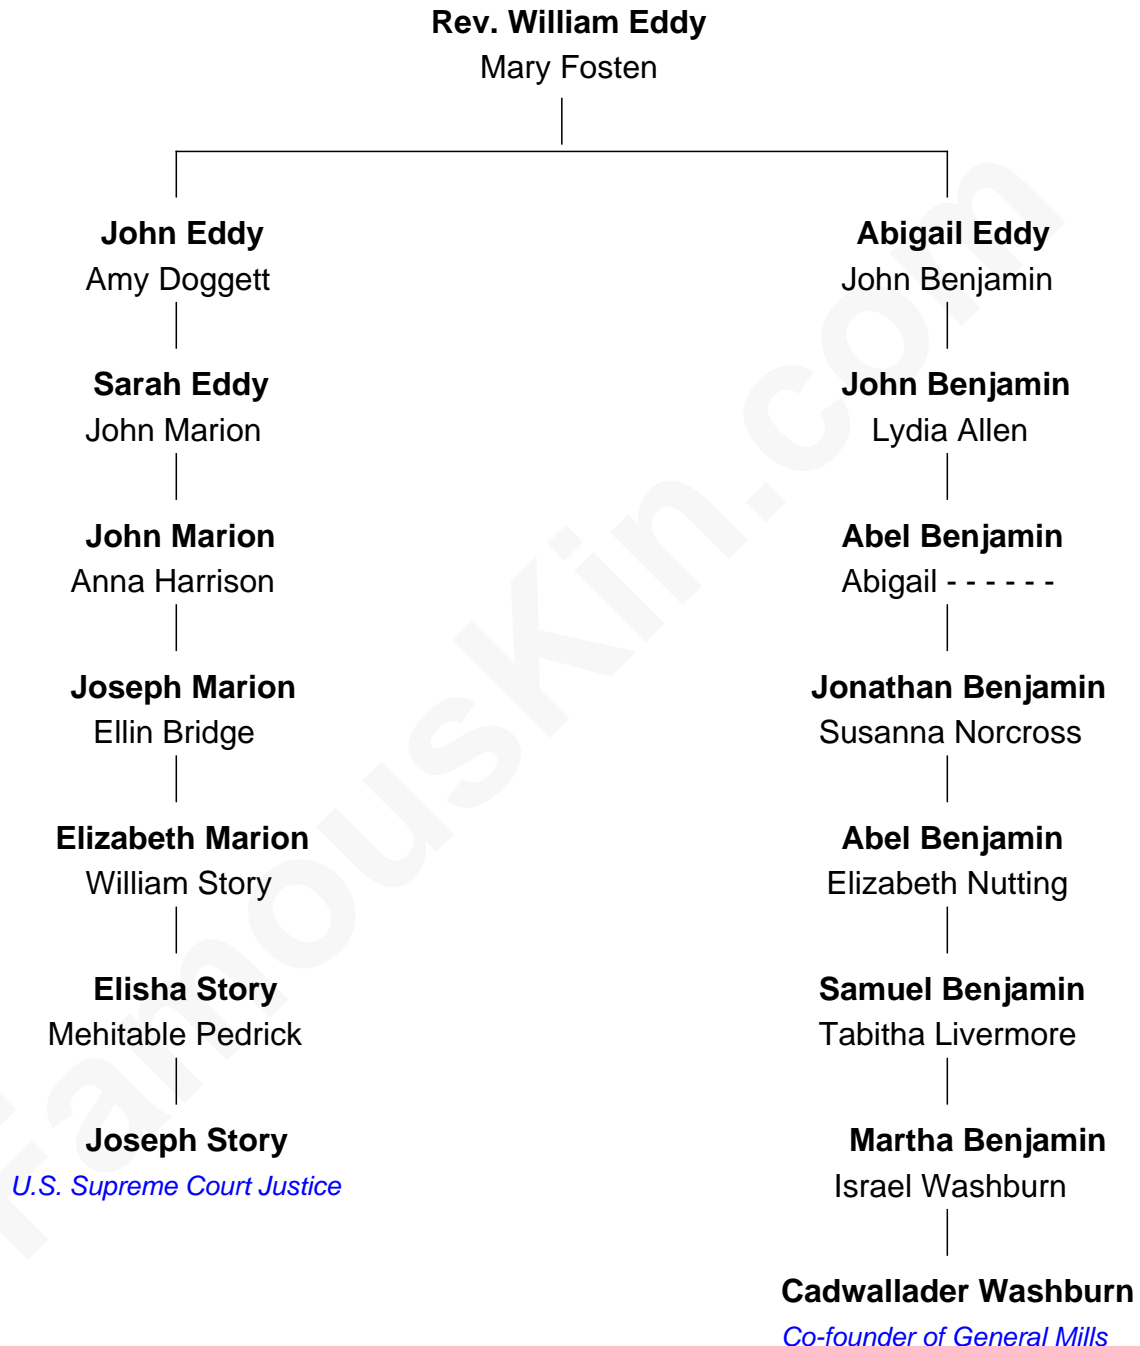 Rev. William Eddy
Mary Fosten
John Eddy
Amy Doggett
Abigail Eddy
John Benjamin
Sarah Eddy
John Marion
John Benjamin
Lydia Allen
John Marion
Anna Harrison
Abel Benjamin
Abigail - - - - - -
Joseph Marion
Ellin Bridge
Jonathan Benjamin
Susanna Norcross
Elizabeth Marion
William Story
Abel Benjamin
Elizabeth Nutting
Elisha Story
Mehitable Pedrick
Samuel Benjamin
Tabitha Livermore
Joseph Story
U.S. Supreme Court Justice
Martha Benjamin
Israel Washburn
Cadwallader Washburn
Co-founder of General Mills
FamousKin.com